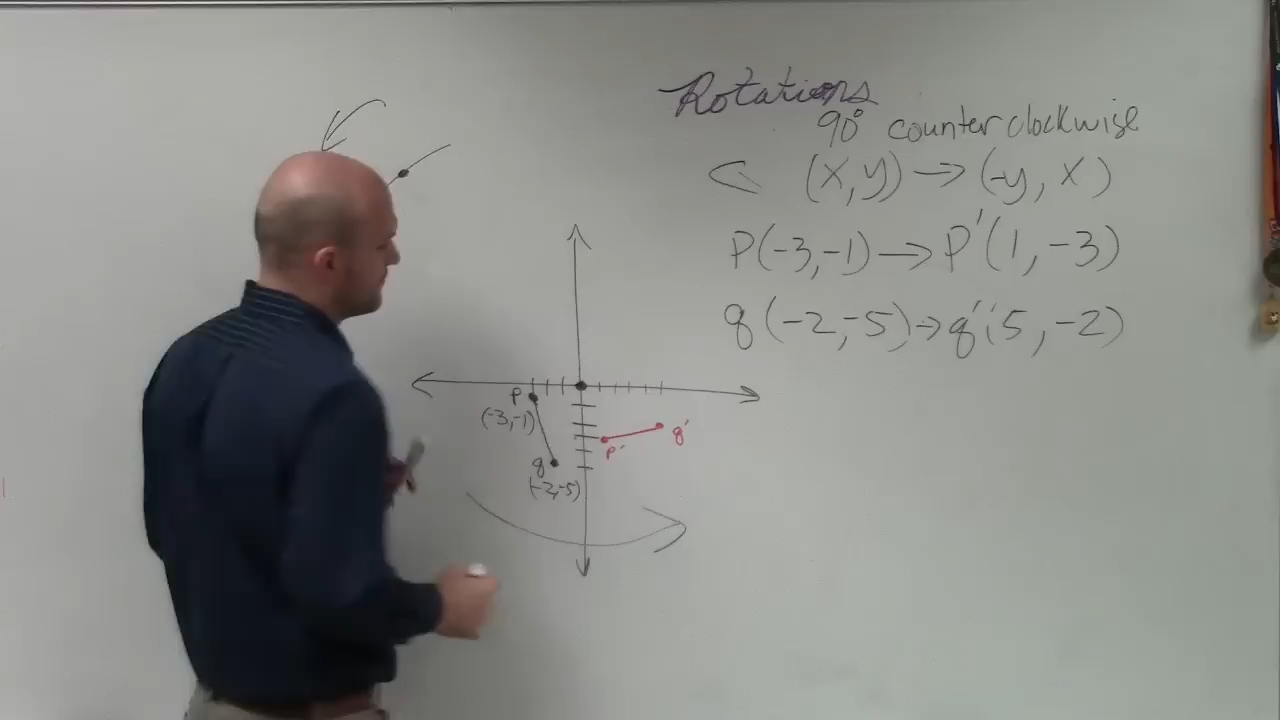 Rotations
90° counterclockwise
(x,y)→(-y, x)
P(-3,-1)→P'(1,-3)
q(-2,-5)→q'(5,-2)
P
(-3,-1)
q
(-2,-5)
P'
q'